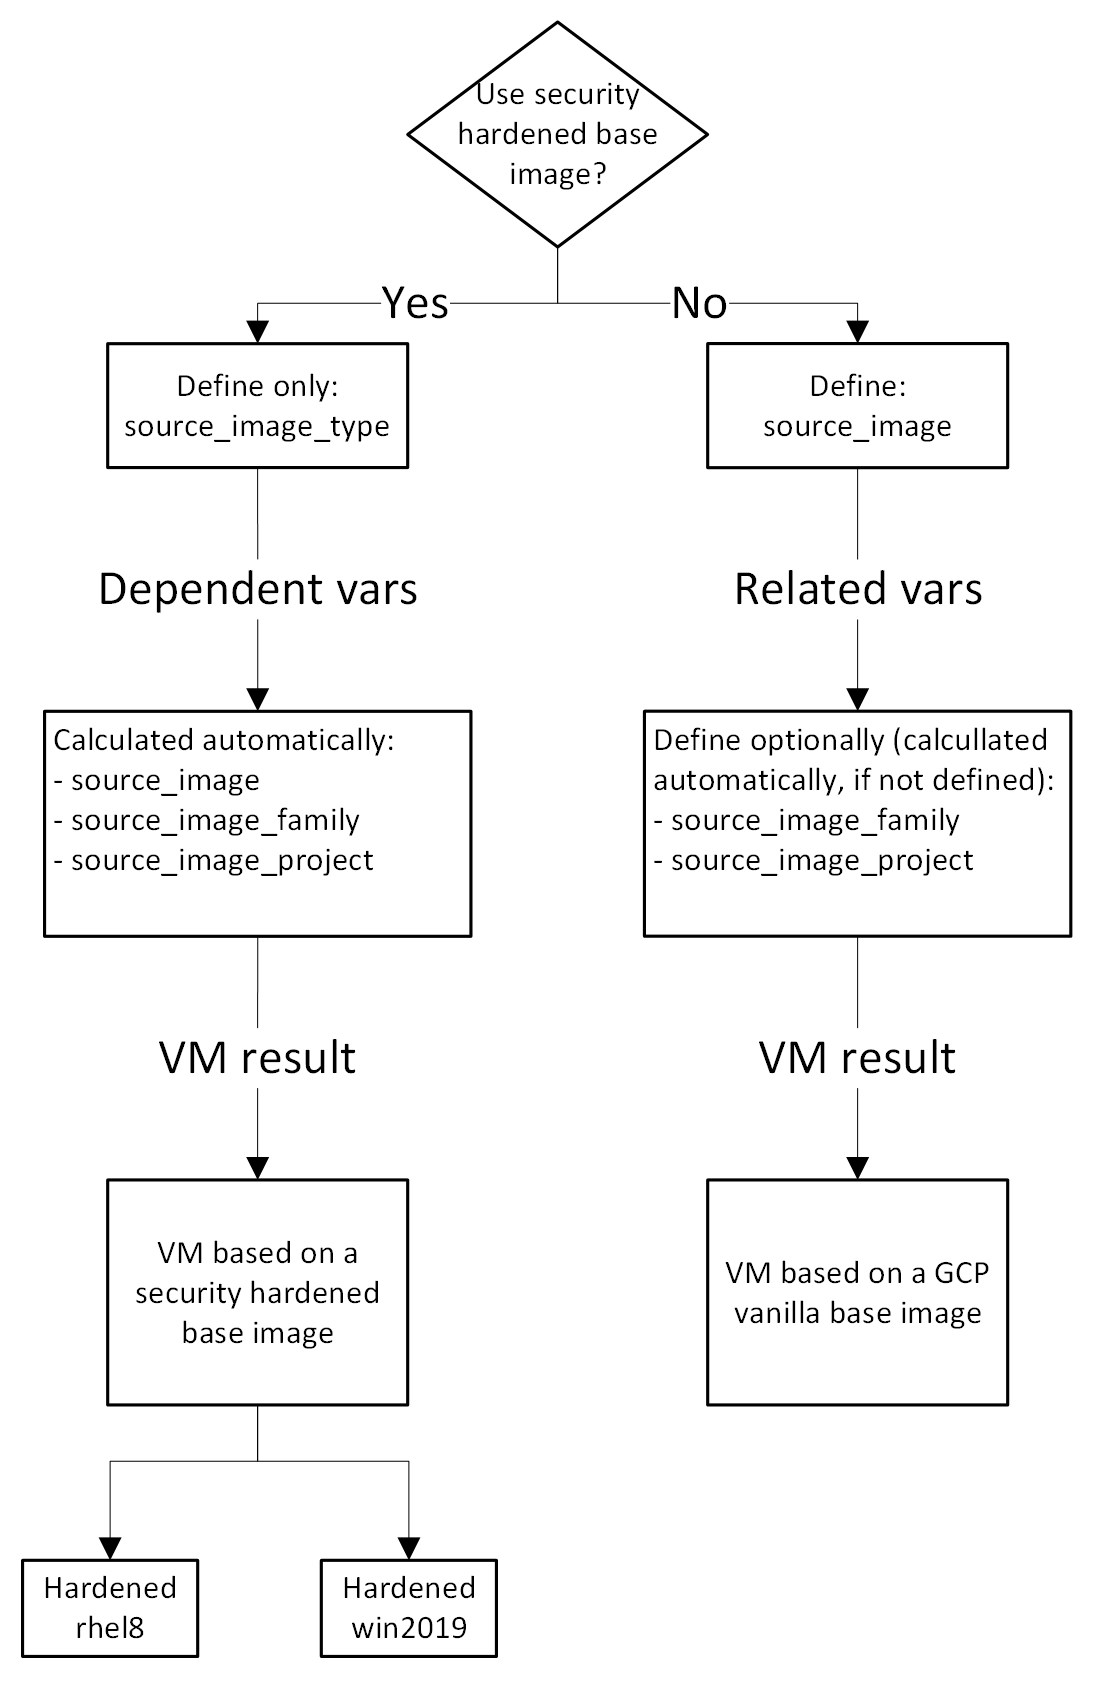 Use security
hardened base
image?
Yes
No
Define only:
source_image_type
Define:
source_image
Dependent vars
Related vars
Calculated automatically:
- source_image
- source_image_family
- source_image_project
Define optionally (calcullated
automatically, if not defined):
- source_image_family
- source_image_project
VM result
VM result
VM based on a
security hardened
base image
VM based on a GCP
vanilla base image
Hardened
rhel8
Hardened
win2019